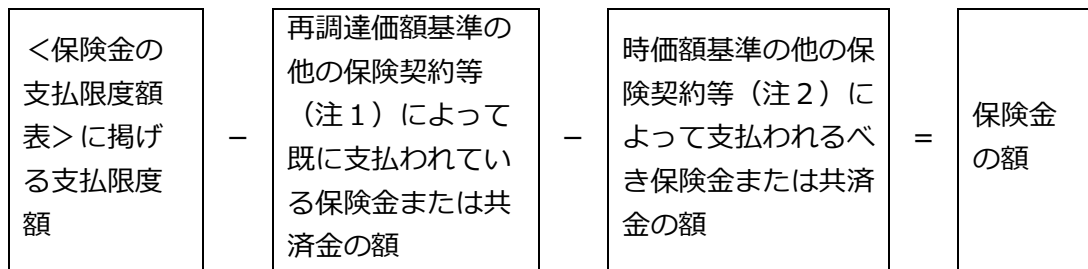 ＜保険金の
支払限度額
表＞に掲げ
る支払限度
額
－
再調達価額基準の
他の保険契約等
（注１）によって
既に支払われてい
る保険金または共
済金の額
－
時価額基準の他の保
険契約等（注２）に
よって支払われるべ
き保険金または共済
金の額
＝
保険金
の額